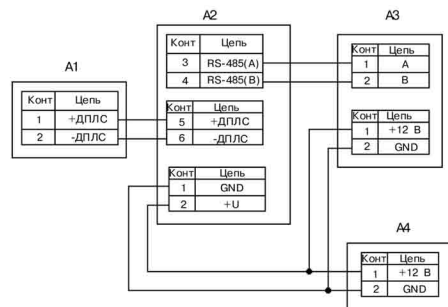 A1
Конт Цепь
1 +ДПЛС
2 -ДПЛС
A2
Конт Цепь
3 RS-485(A)
4 RS-485(B)
Конт Цепь
5 +ДПЛС
6 -ДПЛС
Конт Цепь
1 GND
2 +U
A3
Конт Цепь
1 A
2 B
Конт Цепь
1 +12 В
2 GND
A4
Конт Цепь
1 +12 В
2 GND